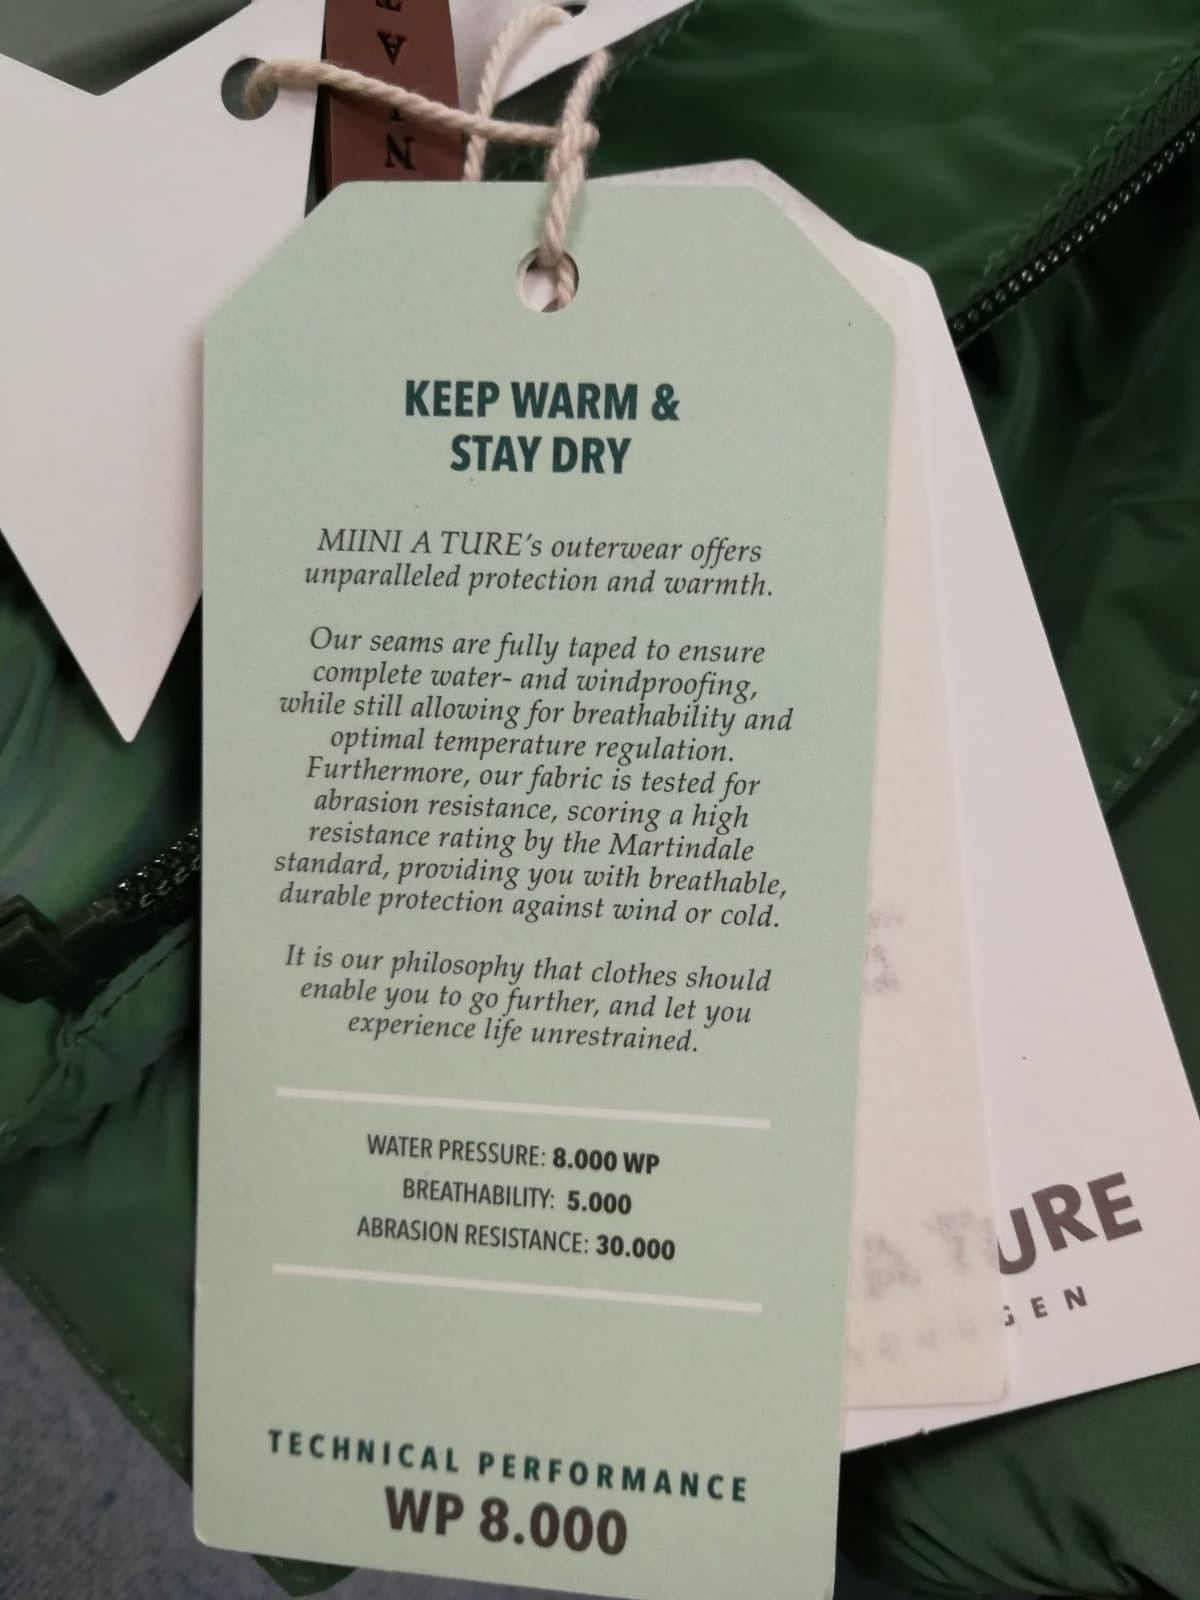 KEEP WARM &
STAY DRY
MIINI A TURE's outerwear offers
unparalleled protection and warmth.
Our seams are fully taped to ensure
complete water- and windproofing,
while still allowing for breathability and
optimal temperature regulation.
Furthermore, our fabric is tested for
abrasion resistance, scoring a high
resistance rating by the Martindale
standard, providing you with breathable,
durable protection against wind or cold.
It is our philosophy that clothes should
enable you to go further, and let you
experience life unrestrained.
WATER PRESSURE: 8.000 WP
BREATHABILITY: 5.000
ABRASION RESISTANCE: 30.000
TECHNICAL PERFORMANCE
WP 8.000
URE
GEN